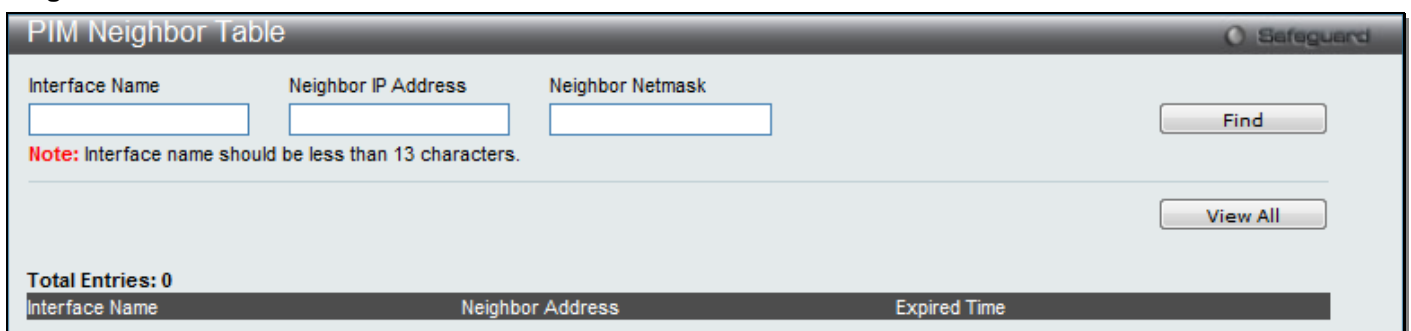 PIM Neighbor Table
Safeguard
Interface Name Neighbor IP Address Neighbor Netmask
Find
Note: Interface name should be less than 13 characters.
View All
Total Entries: 0
Interface Name Neighbor Address Expired Time